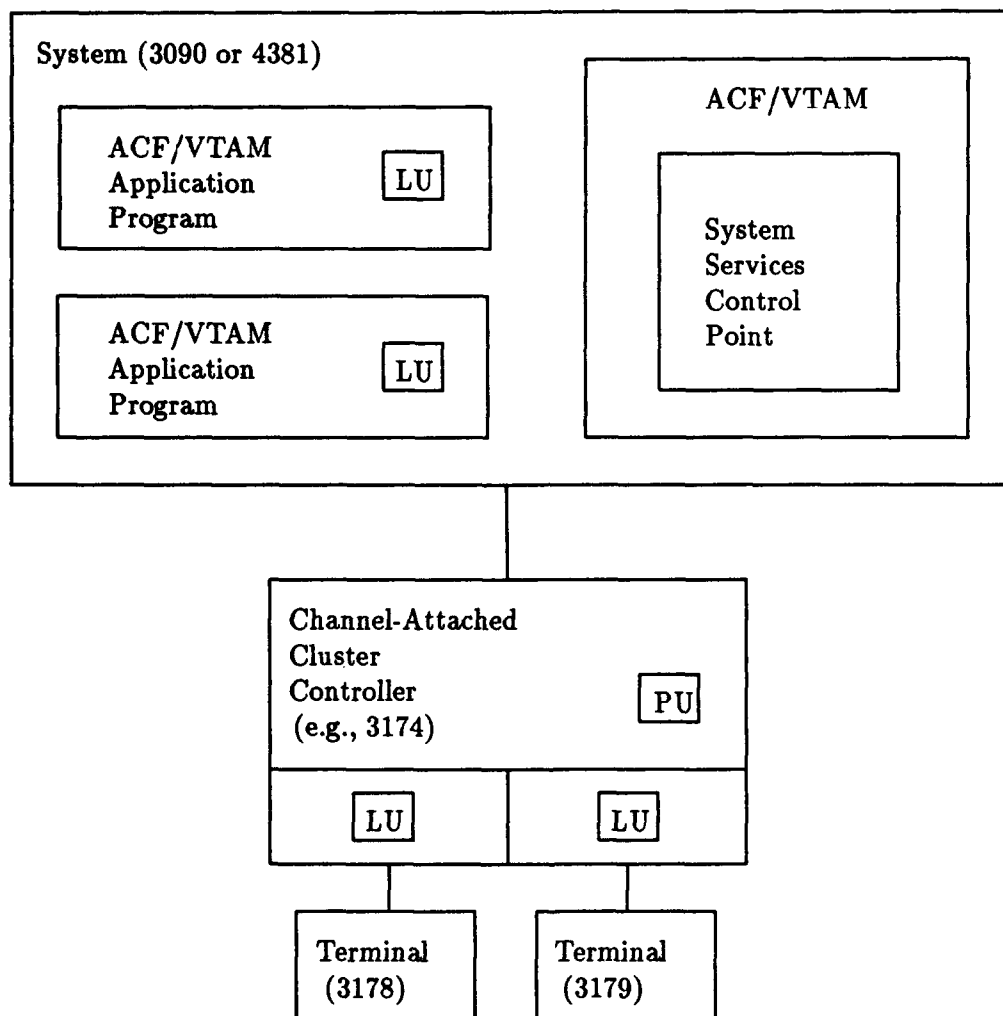 System (3090 or 4381)
ACF/VTAM
Application
Program
LU
ACF/VTAM
Application
Program
LU
ACF/VTAM
System
Services
Control
Point
Channel-Attached
Cluster
Controller
(e.g., 3174)
PU
LU
LU
Terminal
(3178)
Terminal
(3179)